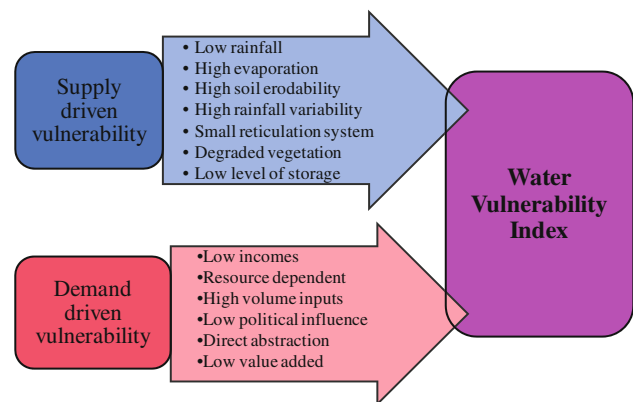 Supply
driven
vulnerability
• Low rainfall
• High evaporation
• High soil erodability
• High rainfall variability
• Small reticulation system
• Degraded vegetation
• Low level of storage
Demand
driven
vulnerability
•Low incomes
•Resource dependent
•High volume inputs
•Low political influence
•Direct abstraction
•Low value added
Water
Vulnerability
Index